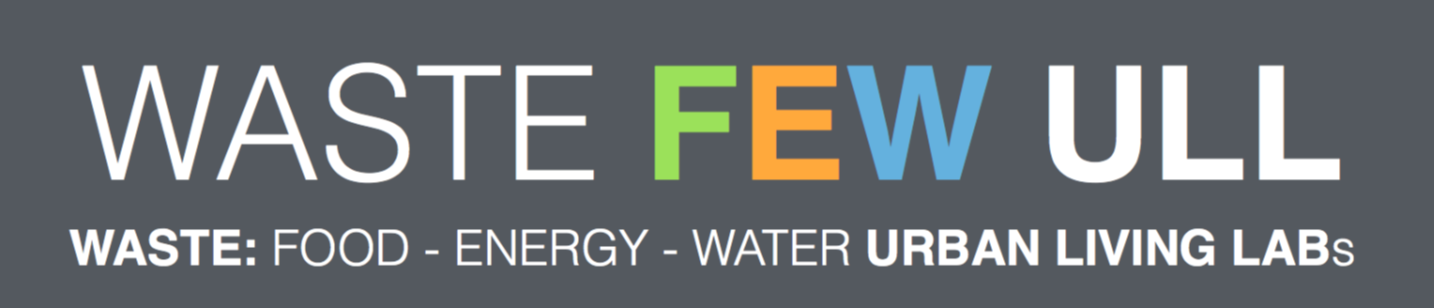 WASTE FEW ULL
WASTE: FOOD - ENERGY - WATER URBAN LIVING LABs